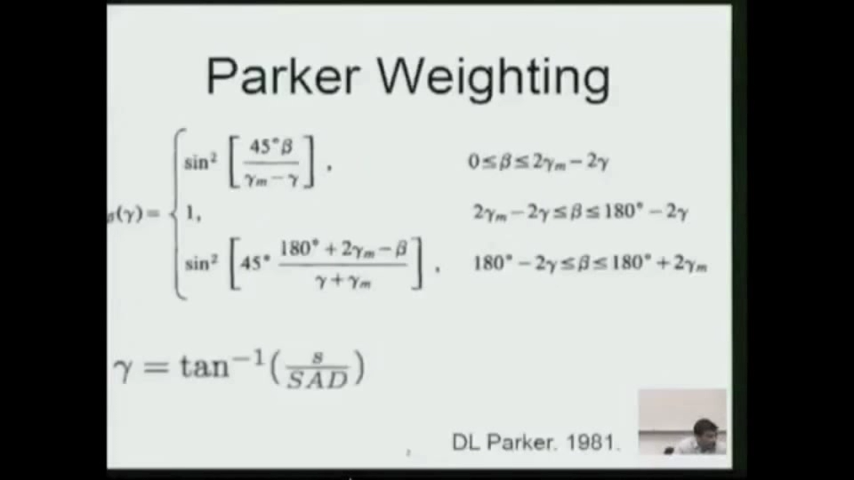 Parker Weighting
(γ) = { sin² [ 45°β / γm − γ ] , 0 ≤ β ≤ 2γm − 2γ
1, 2γm − 2γ ≤ β ≤ 180° − 2γ
sin² [ 45° 180° + 2γm − β / γ + γm ] , 180° − 2γ ≤ β ≤ 180° + 2γm
γ = tan⁻¹( s / SAD )
DL Parker. 1981.